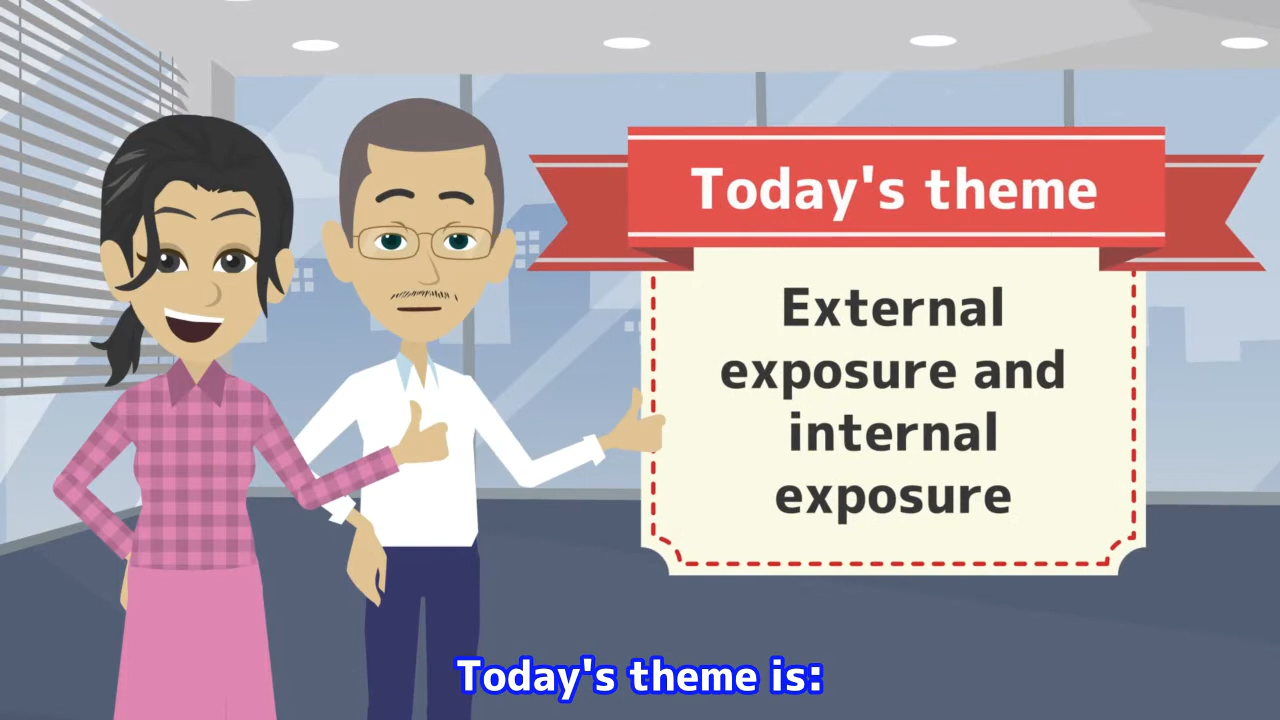 Today's theme
External
exposure and
internal
exposure
Today's theme is: